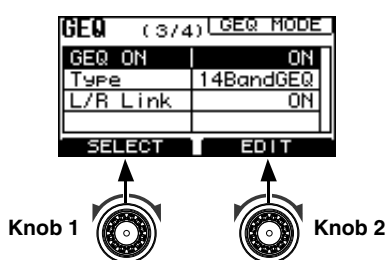 GEQ (3/4) GEQ MODE
GEQ ON ON
Type 14BandGEQ
L/R Link ON
SELECT EDIT
Knob 1 Knob 2